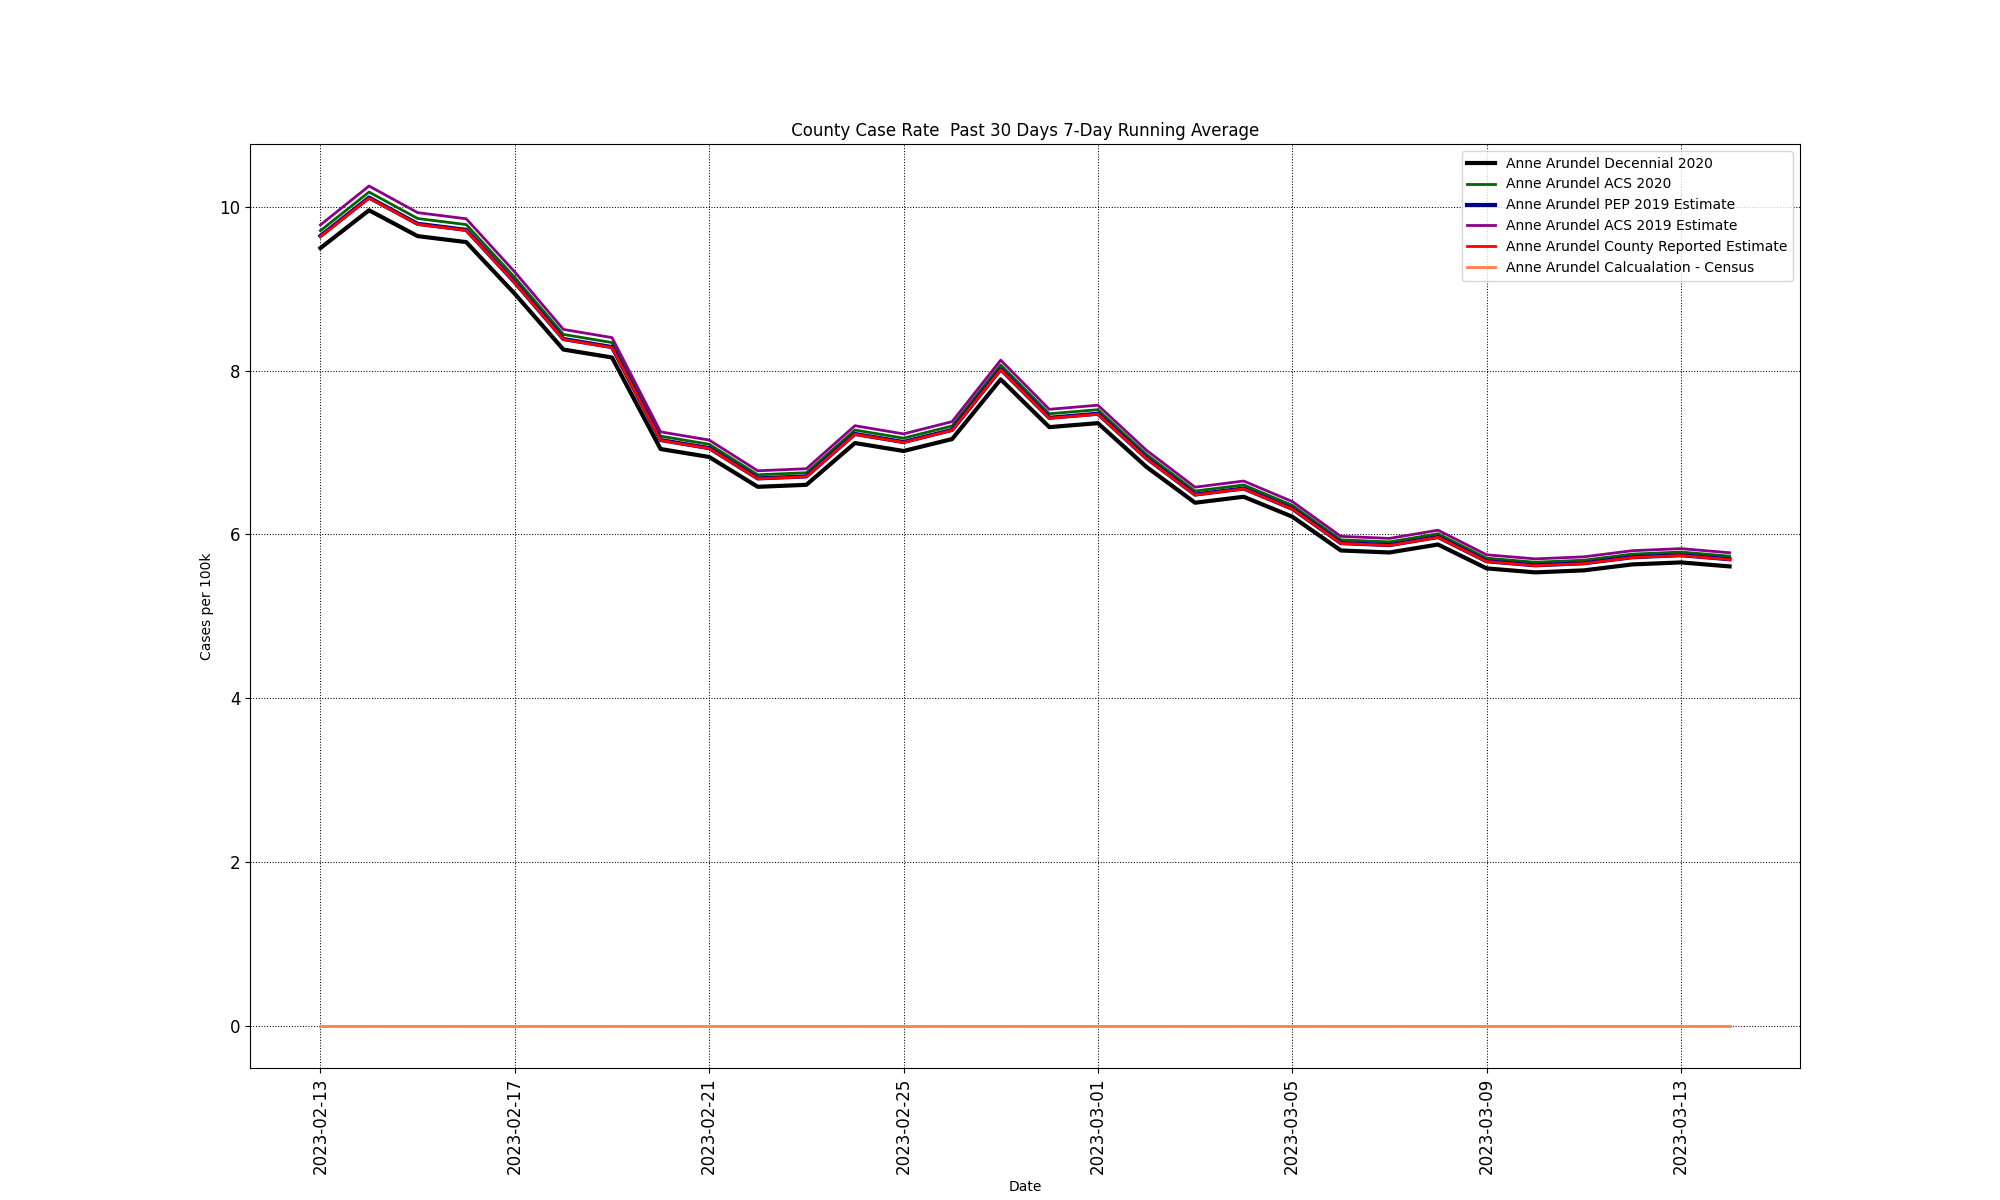 County Case Rate  Past 30 Days 7-Day Running Average
Anne Arundel Decennial 2020
Anne Arundel ACS 2020
Anne Arundel PEP 2019 Estimate
Anne Arundel ACS 2019 Estimate
Anne Arundel County Reported Estimate
Anne Arundel Calcualation - Census
Cases per 100k
10
8
6
4
2
0
2023-02-13
2023-02-17
2023-02-21
2023-02-25
2023-03-01
2023-03-05
2023-03-09
2023-03-13
Date